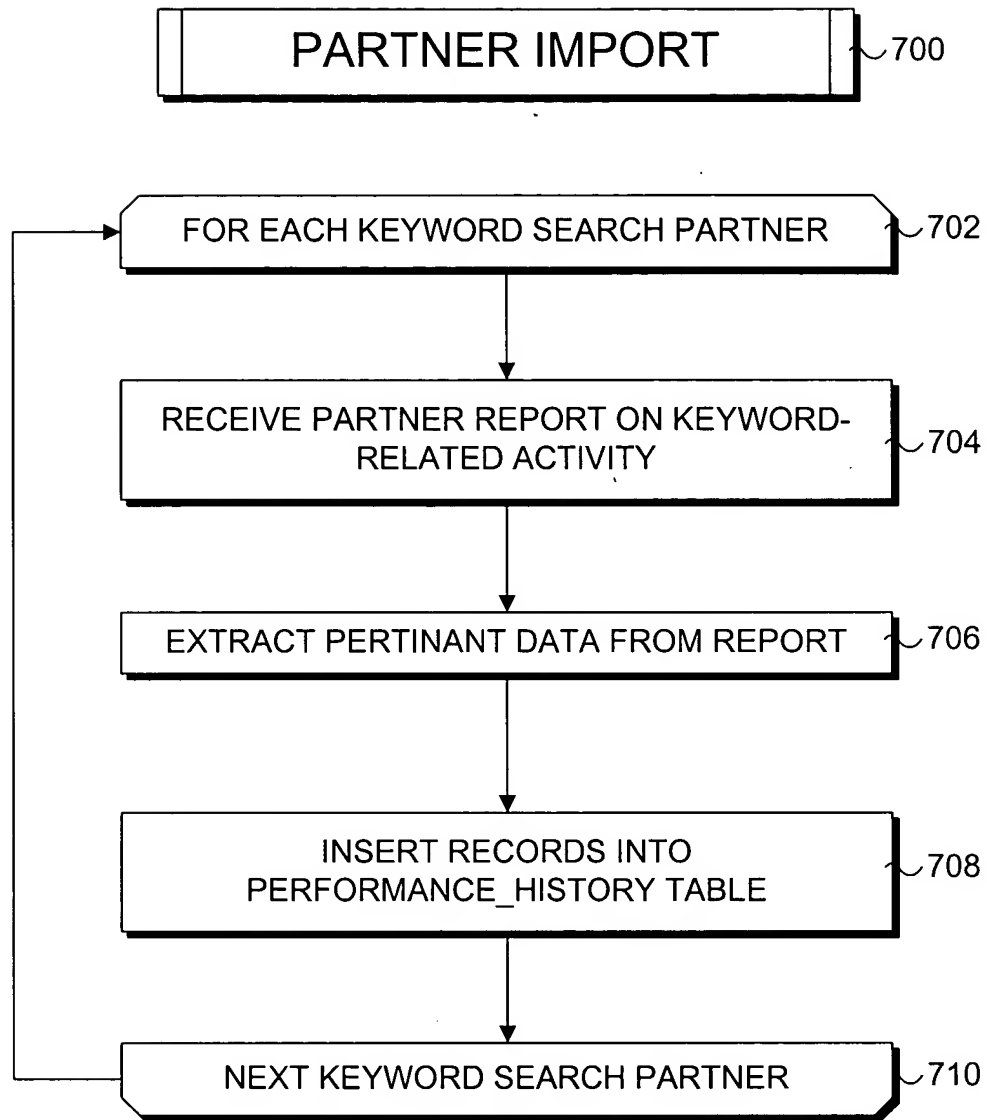 PARTNER IMPORT
700
FOR EACH KEYWORD SEARCH PARTNER
702
RECEIVE PARTNER REPORT ON KEYWORD-
RELATED ACTIVITY
704
EXTRACT PERTINANT DATA FROM REPORT
706
INSERT RECORDS INTO
PERFORMANCE_HISTORY TABLE
708
NEXT KEYWORD SEARCH PARTNER
710